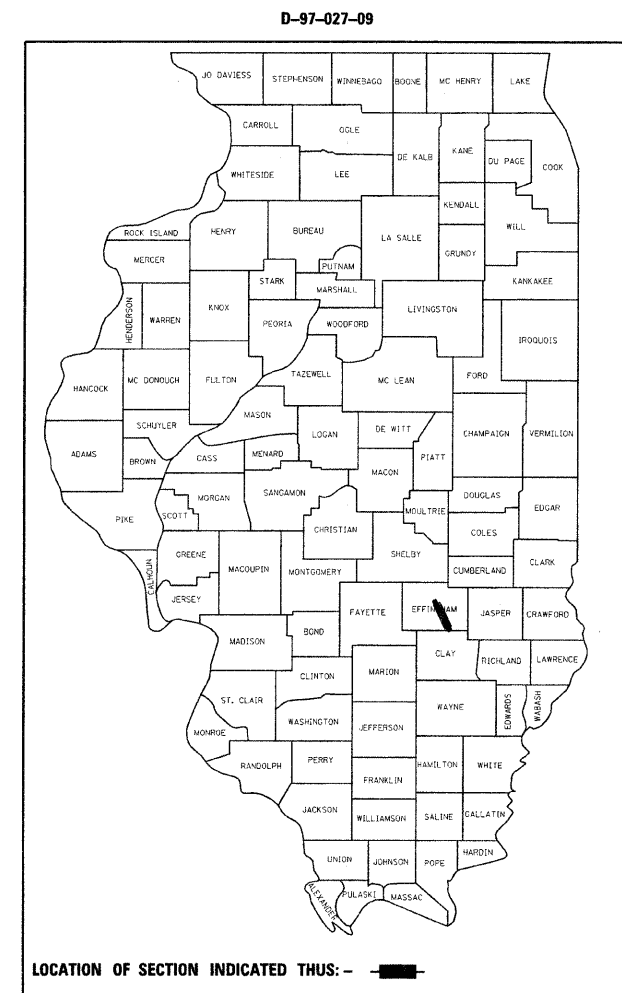 D-97-027-09
JO DAVIESS
STEPHENSON
WINNEBAGO
BOONE
MC HENRY
LAKE
CARROLL
OGLE
DE KALB
KANE
DU PAGE
COOK
WHITESIDE
LEE
KENDALL
WILL
ROCK ISLAND
HENRY
BUREAU
LA SALLE
GRUNDY
MERCER
PUTNAM
KANKAKEE
STARK
MARSHALL
HENDERSON
WARREN
KNOX
PEORIA
WOODFORD
LIVINGSTON
IROQUOIS
HANCOCK
MC DONOUGH
FULTON
TAZEWELL
MC LEAN
FORD
MASON
SCHUYLER
LOGAN
DE WITT
CHAMPAIGN
VERMILION
ADAMS
BROWN
CASS
MENARD
MACON
PIATT
MORGAN
SANGAMON
DOUGLAS
EDGAR
PIKE
SCOTT
CHRISTIAN
MOULTRIE
COLES
GREENE
MACOUPIN
MONTGOMERY
SHELBY
CUMBERLAND
CLARK
CALHOUN
JERSEY
FAYETTE
JASPER
CRAWFORD
MADISON
BOND
CLAY
RICHLAND
LAWRENCE
CLINTON
MARION
ST. CLAIR
WAYNE
EDWARDS
WABASH
WASHINGTON
JEFFERSON
MONROE
RANDOLPH
PERRY
HAMILTON
WHITE
FRANKLIN
JACKSON
WILLIAMSON
SALINE
GALLATIN
UNION
JOHNSON
POPE
HARDIN
ALEXANDER
PULASKI
MASSAC
LOCATION OF SECTION INDICATED THUS: -